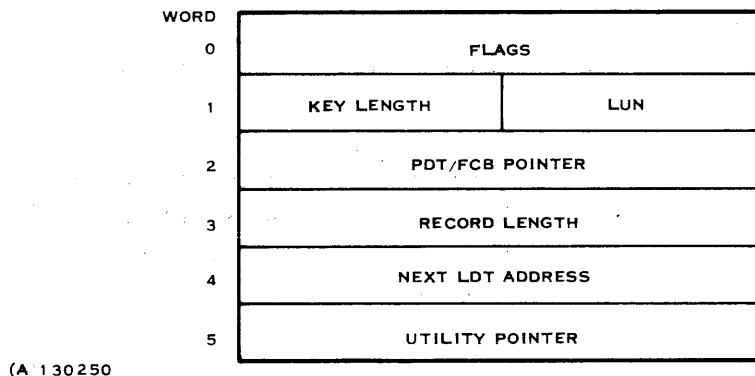 WORD
0 FLAGS
1 KEY LENGTH LUN
2 PDT/FCB POINTER
3 RECORD LENGTH
4 NEXT LDT ADDRESS
5 UTILITY POINTER
(A 130250